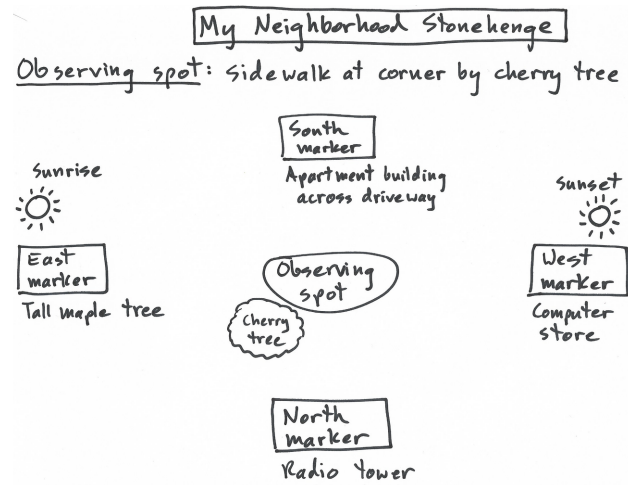 My Neighborhood Stonehenge
Observing spot: Sidewalk at corner by cherry tree
South
marker
Apartment building
across driveway
Sunrise
Sunset
East
marker
Tall maple tree
Observing
spot
Cherry
tree
West
marker
Computer
store
North
marker
Radio tower